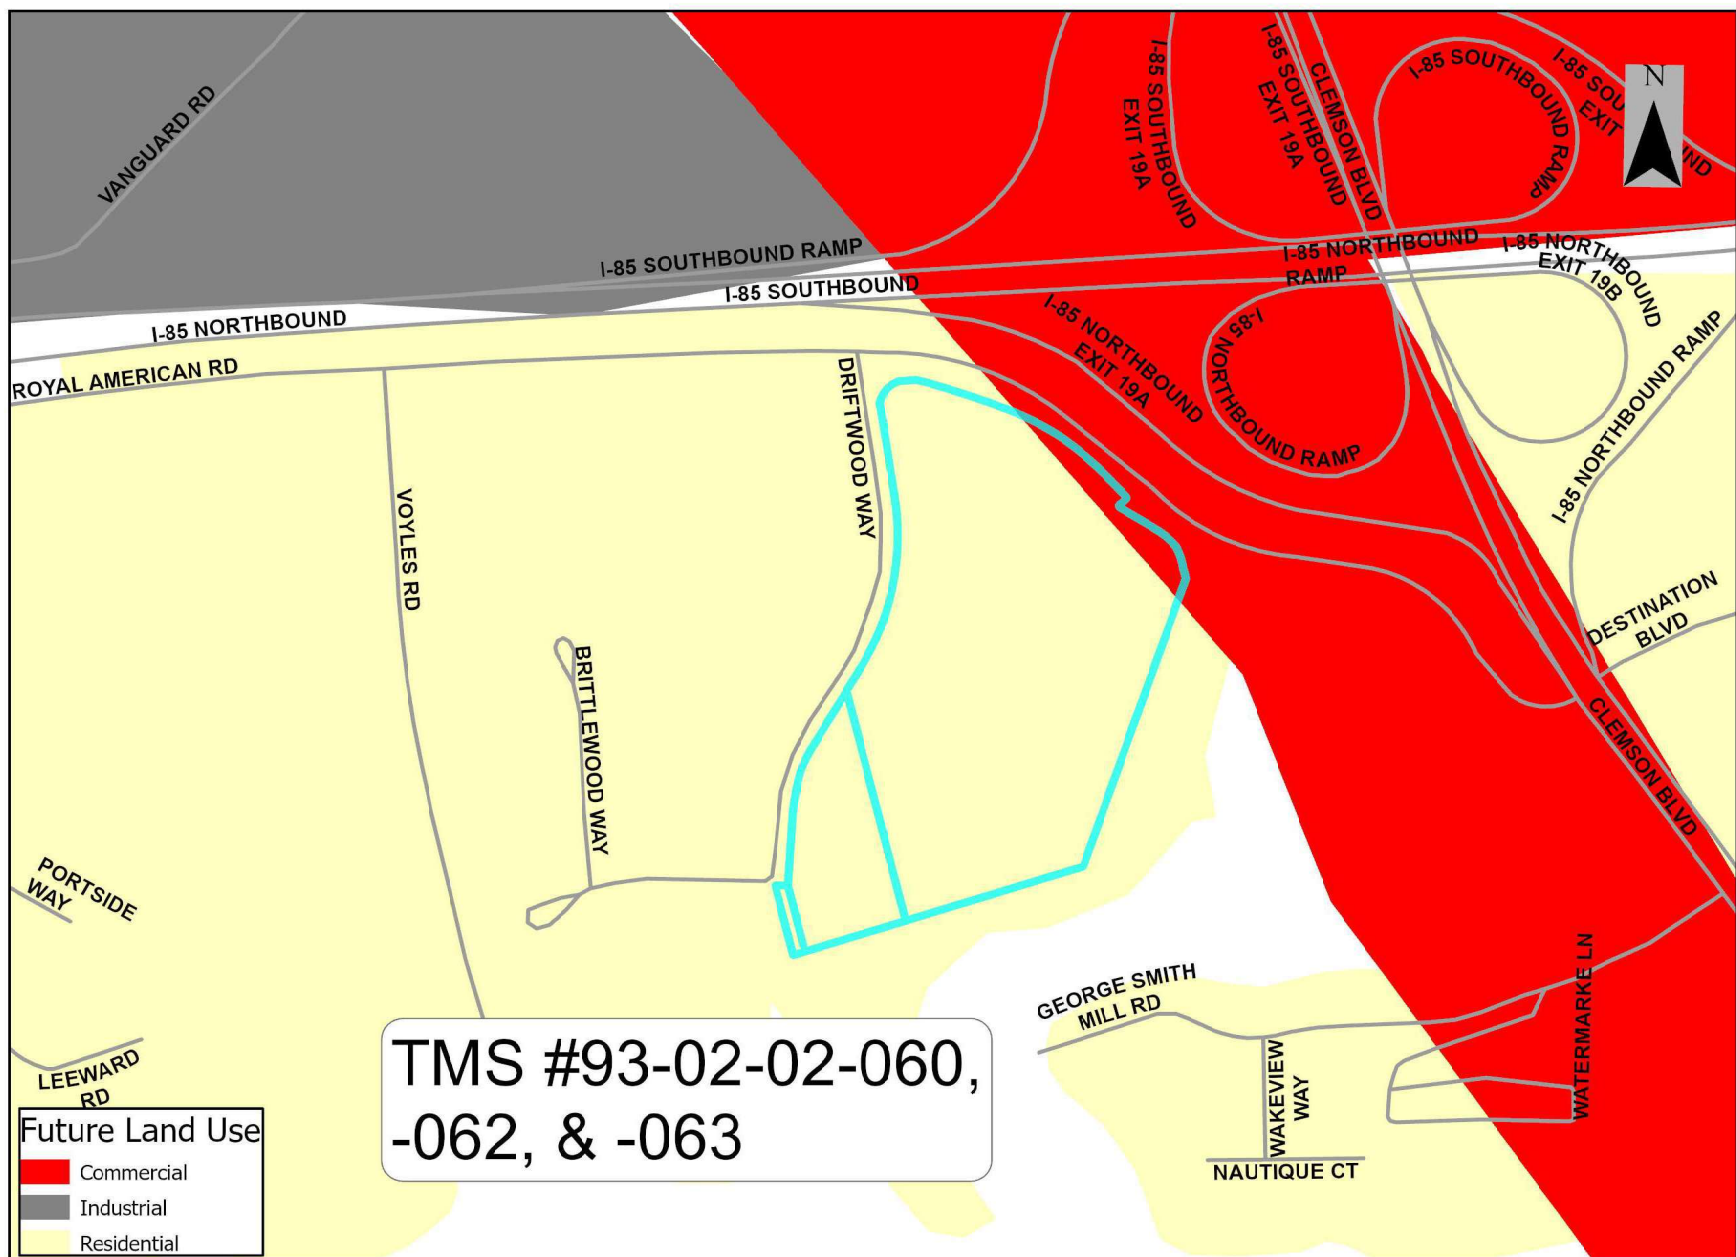 VANGUARD RD
I-85 SOUTHBOUND
EXIT 19A
I-85 SOUTHBOUND
EXIT 19A
CLEMSON BLVD
I-85 SOUTHBOUND RAMP
N
I-85 SOUTHBOUND RAMP
I-85 SOUTHBOUND
I-85 NORTHBOUND
RAMP
I-85 NORTHBOUND
EXIT 19B
I-85 NORTHBOUND
ROYAL AMERICAN RD
DRIFTWOOD WAY
I-85 NORTHBOUND
EXIT 19A
I-85 NORTHBOUND RAMP
VOYLES RD
DESTINATION
BLVD
BRITTLEWOOD WAY
CLEMSON BLVD
PORTSIDE
WAY
GEORGE SMITH
MILL RD
WATERMARKE LN
WAKEVIEW
WAY
NAUTIQUE CT
LEEWARD
RD
TMS #93-02-02-060,
-062, & -063
Future Land Use
Commercial
Industrial
Residential